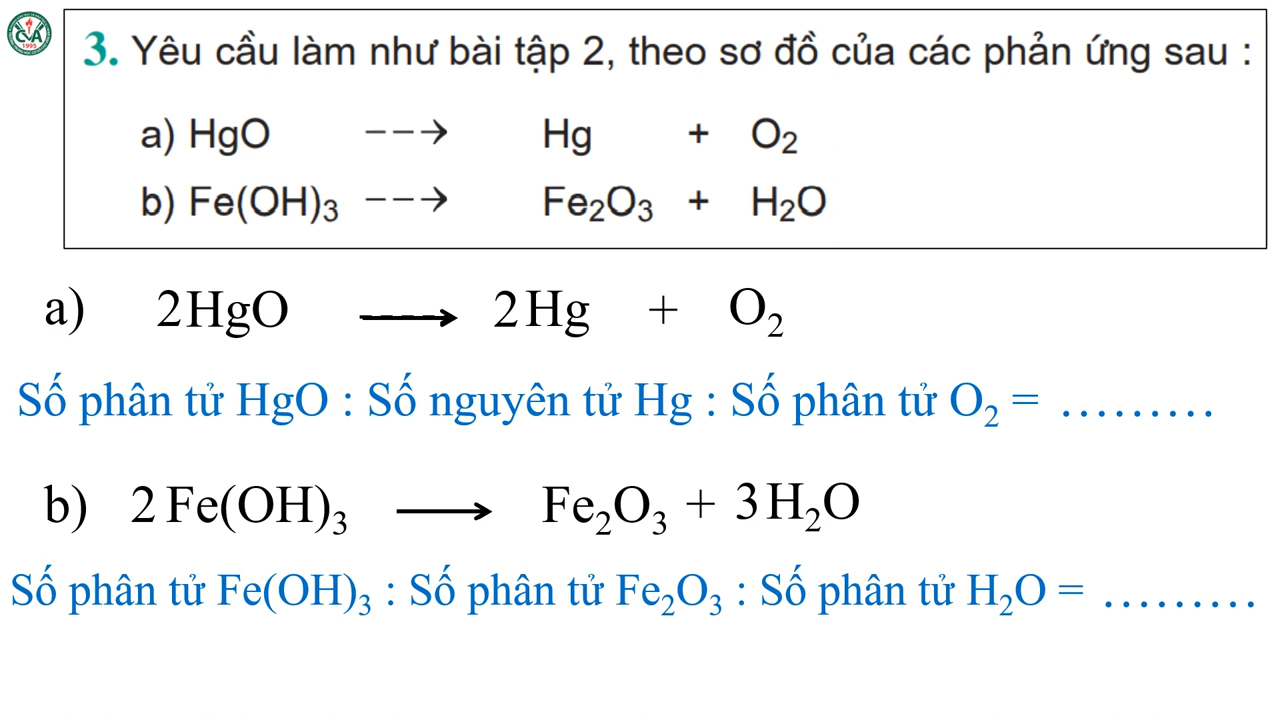 CVA
1995
3. Yêu cầu làm như bài tập 2, theo sơ đồ của các phản ứng sau :
a) HgO ---→ Hg + O₂
b) Fe(OH)₃ ---→ Fe₂O₃ + H₂O
a) 2HgO ⟶ 2Hg + O₂
Số phân tử HgO : Số nguyên tử Hg : Số phân tử O₂ = .........
b) 2Fe(OH)₃ ⟶ Fe₂O₃ + 3H₂O
Số phân tử Fe(OH)₃ : Số phân tử Fe₂O₃ : Số phân tử H₂O = .........